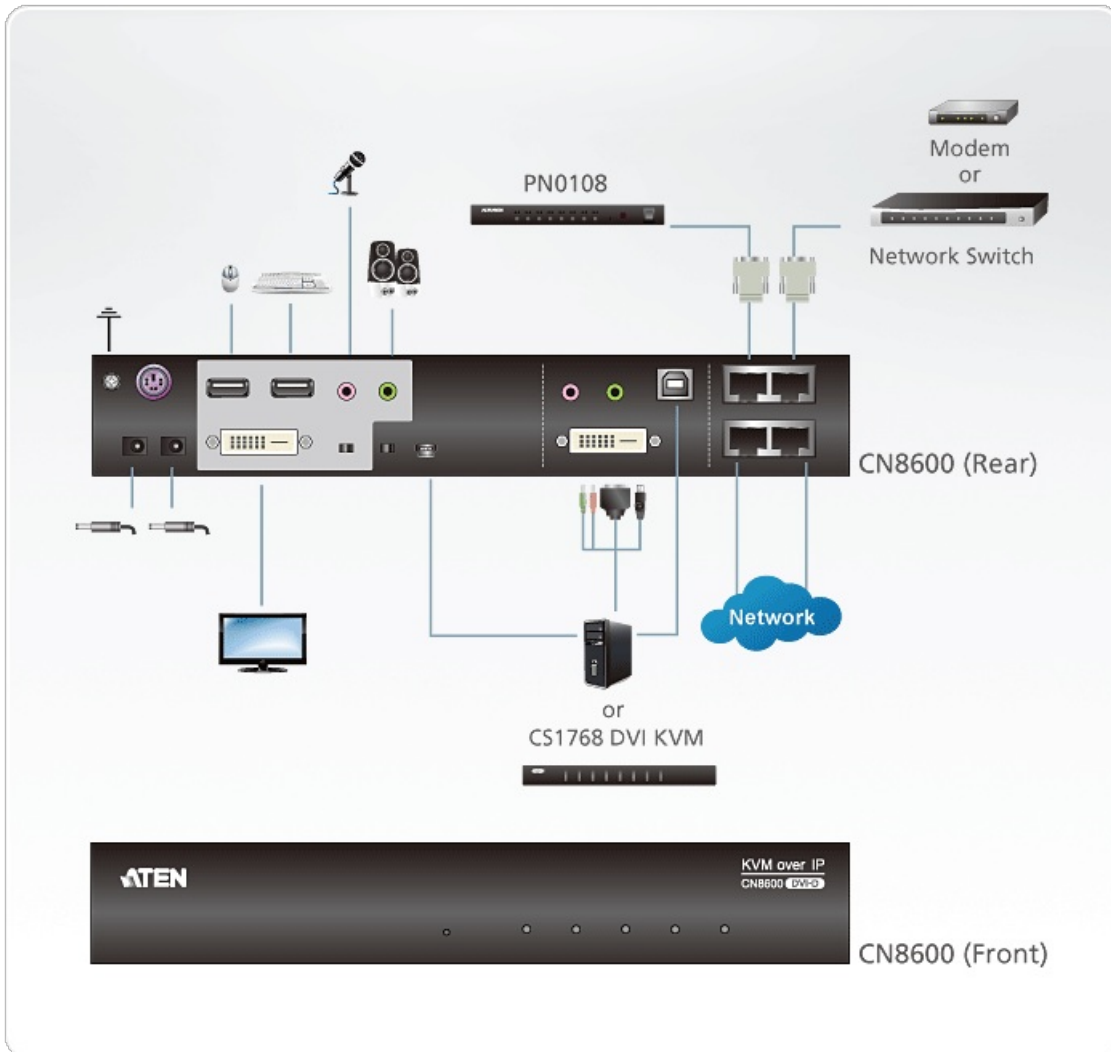 Modem
or
Network Switch
PN0108
CN8600 (Rear)
Network
or
CS1768 DVI KVM
ATEN
KVM over IP
CN8600 DVI-D
CN8600 (Front)